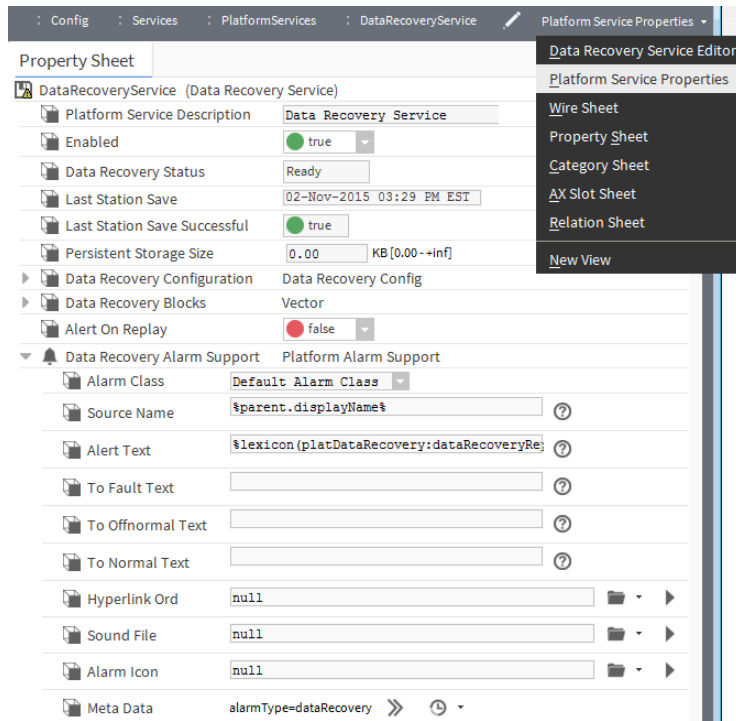 : Config : Services : PlatformServices : DataRecoveryService Platform Service Properties
Data Recovery Service Editor
Platform Service Properties
Wire Sheet
Property Sheet
Category Sheet
AX Slot Sheet
Relation Sheet
New View
Property Sheet
DataRecoveryService (Data Recovery Service)
Platform Service Description Data Recovery Service
Enabled true
Data Recovery Status Ready
Last Station Save 02-Nov-2015 03:29 PM EST
Last Station Save Successful true
Persistent Storage Size 0.00 KB [0.00 - +inf]
Data Recovery Configuration Data Recovery Config
Data Recovery Blocks Vector
Alert On Replay false
Data Recovery Alarm Support Platform Alarm Support
Alarm Class Default Alarm Class
Source Name %parent.displayName%
Alert Text %lexicon(platDataRecovery:dataRecoveryRe
To Fault Text
To Offnormal Text
To Normal Text
Hyperlink Ord null
Sound File null
Alarm Icon null
Meta Data alarmType=dataRecovery